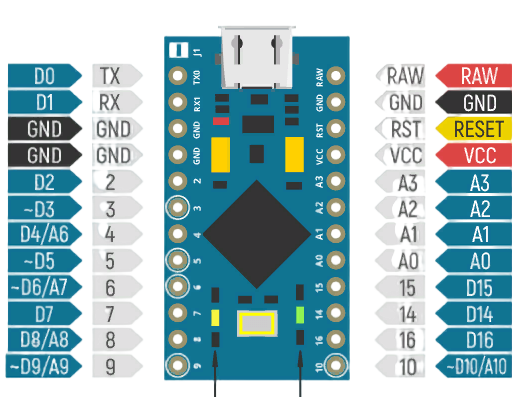 J1
D0 TX TX0 RAW RAW RAW
D1 RX RX1 GND GND GND
GND GND GND RST RST RESET
GND GND GND VCC VCC VCC
D2 2 2 A3 A3 A3
~D3 3 3 A2 A2 A2
D4/A6 4 4 A1 A1 A1
~D5 5 5 A0 A0 A0
~D6/A7 6 6 15 15 D15
D7 7 7 14 14 D14
D8/A8 8 8 16 16 D16
~D9/A9 9 9 10 10 ~D10/A10